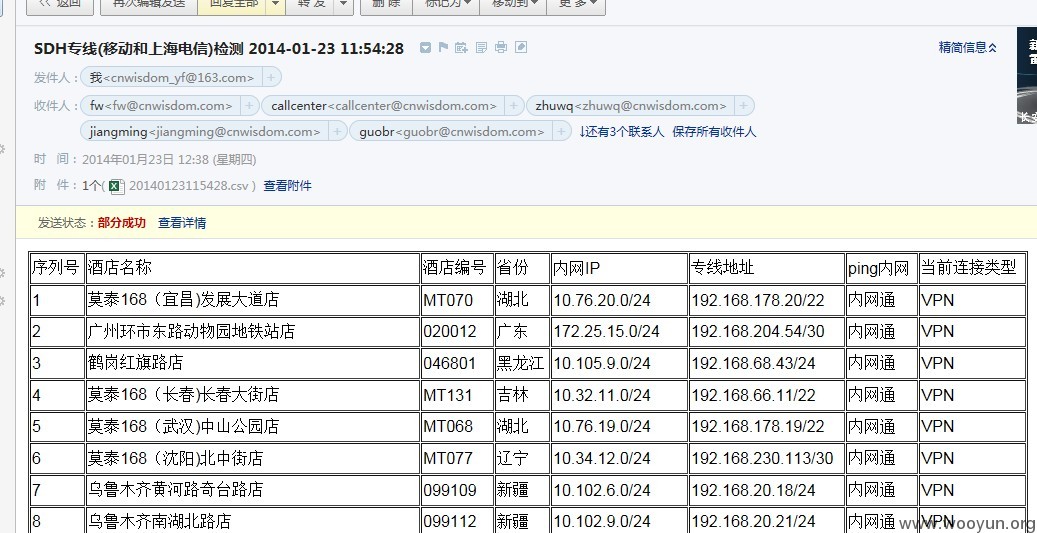 << 返回 再次编辑发送 回复全部 转 发 删 除 标记为 移动到 更 多
SDH专线(移动和上海电信)检测 2014-01-23 11:54:28 精简信息
发件人：我<cnwisdom_yf@163.com>
收件人：fw<fw@cnwisdom.com> callcenter<callcenter@cnwisdom.com> zhuwq<zhuwq@cnwisdom.com>
jiangming<jiangming@cnwisdom.com> guobr<guobr@cnwisdom.com> ↓还有3个联系人 保存所有收件人
时 间：2014年01月23日 12:38 (星期四)
附 件：1个( 20140123115428.csv ) 查看附件
发送状态：部分成功 查看详情
序列号 酒店名称 酒店编号 省份 内网IP 专线地址 ping内网 当前连接类型
1 莫泰168（宜昌)发展大道店 MT070 湖北 10.76.20.0/24 192.168.178.20/22 内网通 VPN
2 广州环市东路动物园地铁站店 020012 广东 172.25.15.0/24 192.168.204.54/30 内网通 VPN
3 鹤岗红旗路店 046801 黑龙江 10.105.9.0/24 192.168.68.43/24 内网通 VPN
4 莫泰168（长春)长春大街店 MT131 吉林 10.32.11.0/24 192.168.66.11/22 内网通 VPN
5 莫泰168（武汉)中山公园店 MT068 湖北 10.76.19.0/24 192.168.178.19/22 内网通 VPN
6 莫泰168（沈阳)北中街店 MT077 辽宁 10.34.12.0/24 192.168.230.113/30 内网通 VPN
7 乌鲁木齐黄河路奇台路店 099109 新疆 10.102.6.0/24 192.168.20.18/24 内网通 VPN
8 乌鲁木齐南湖北路店 099112 新疆 10.102.9.0/24 192.168.20.21/24 内网通 VPN
www.wooyun.org